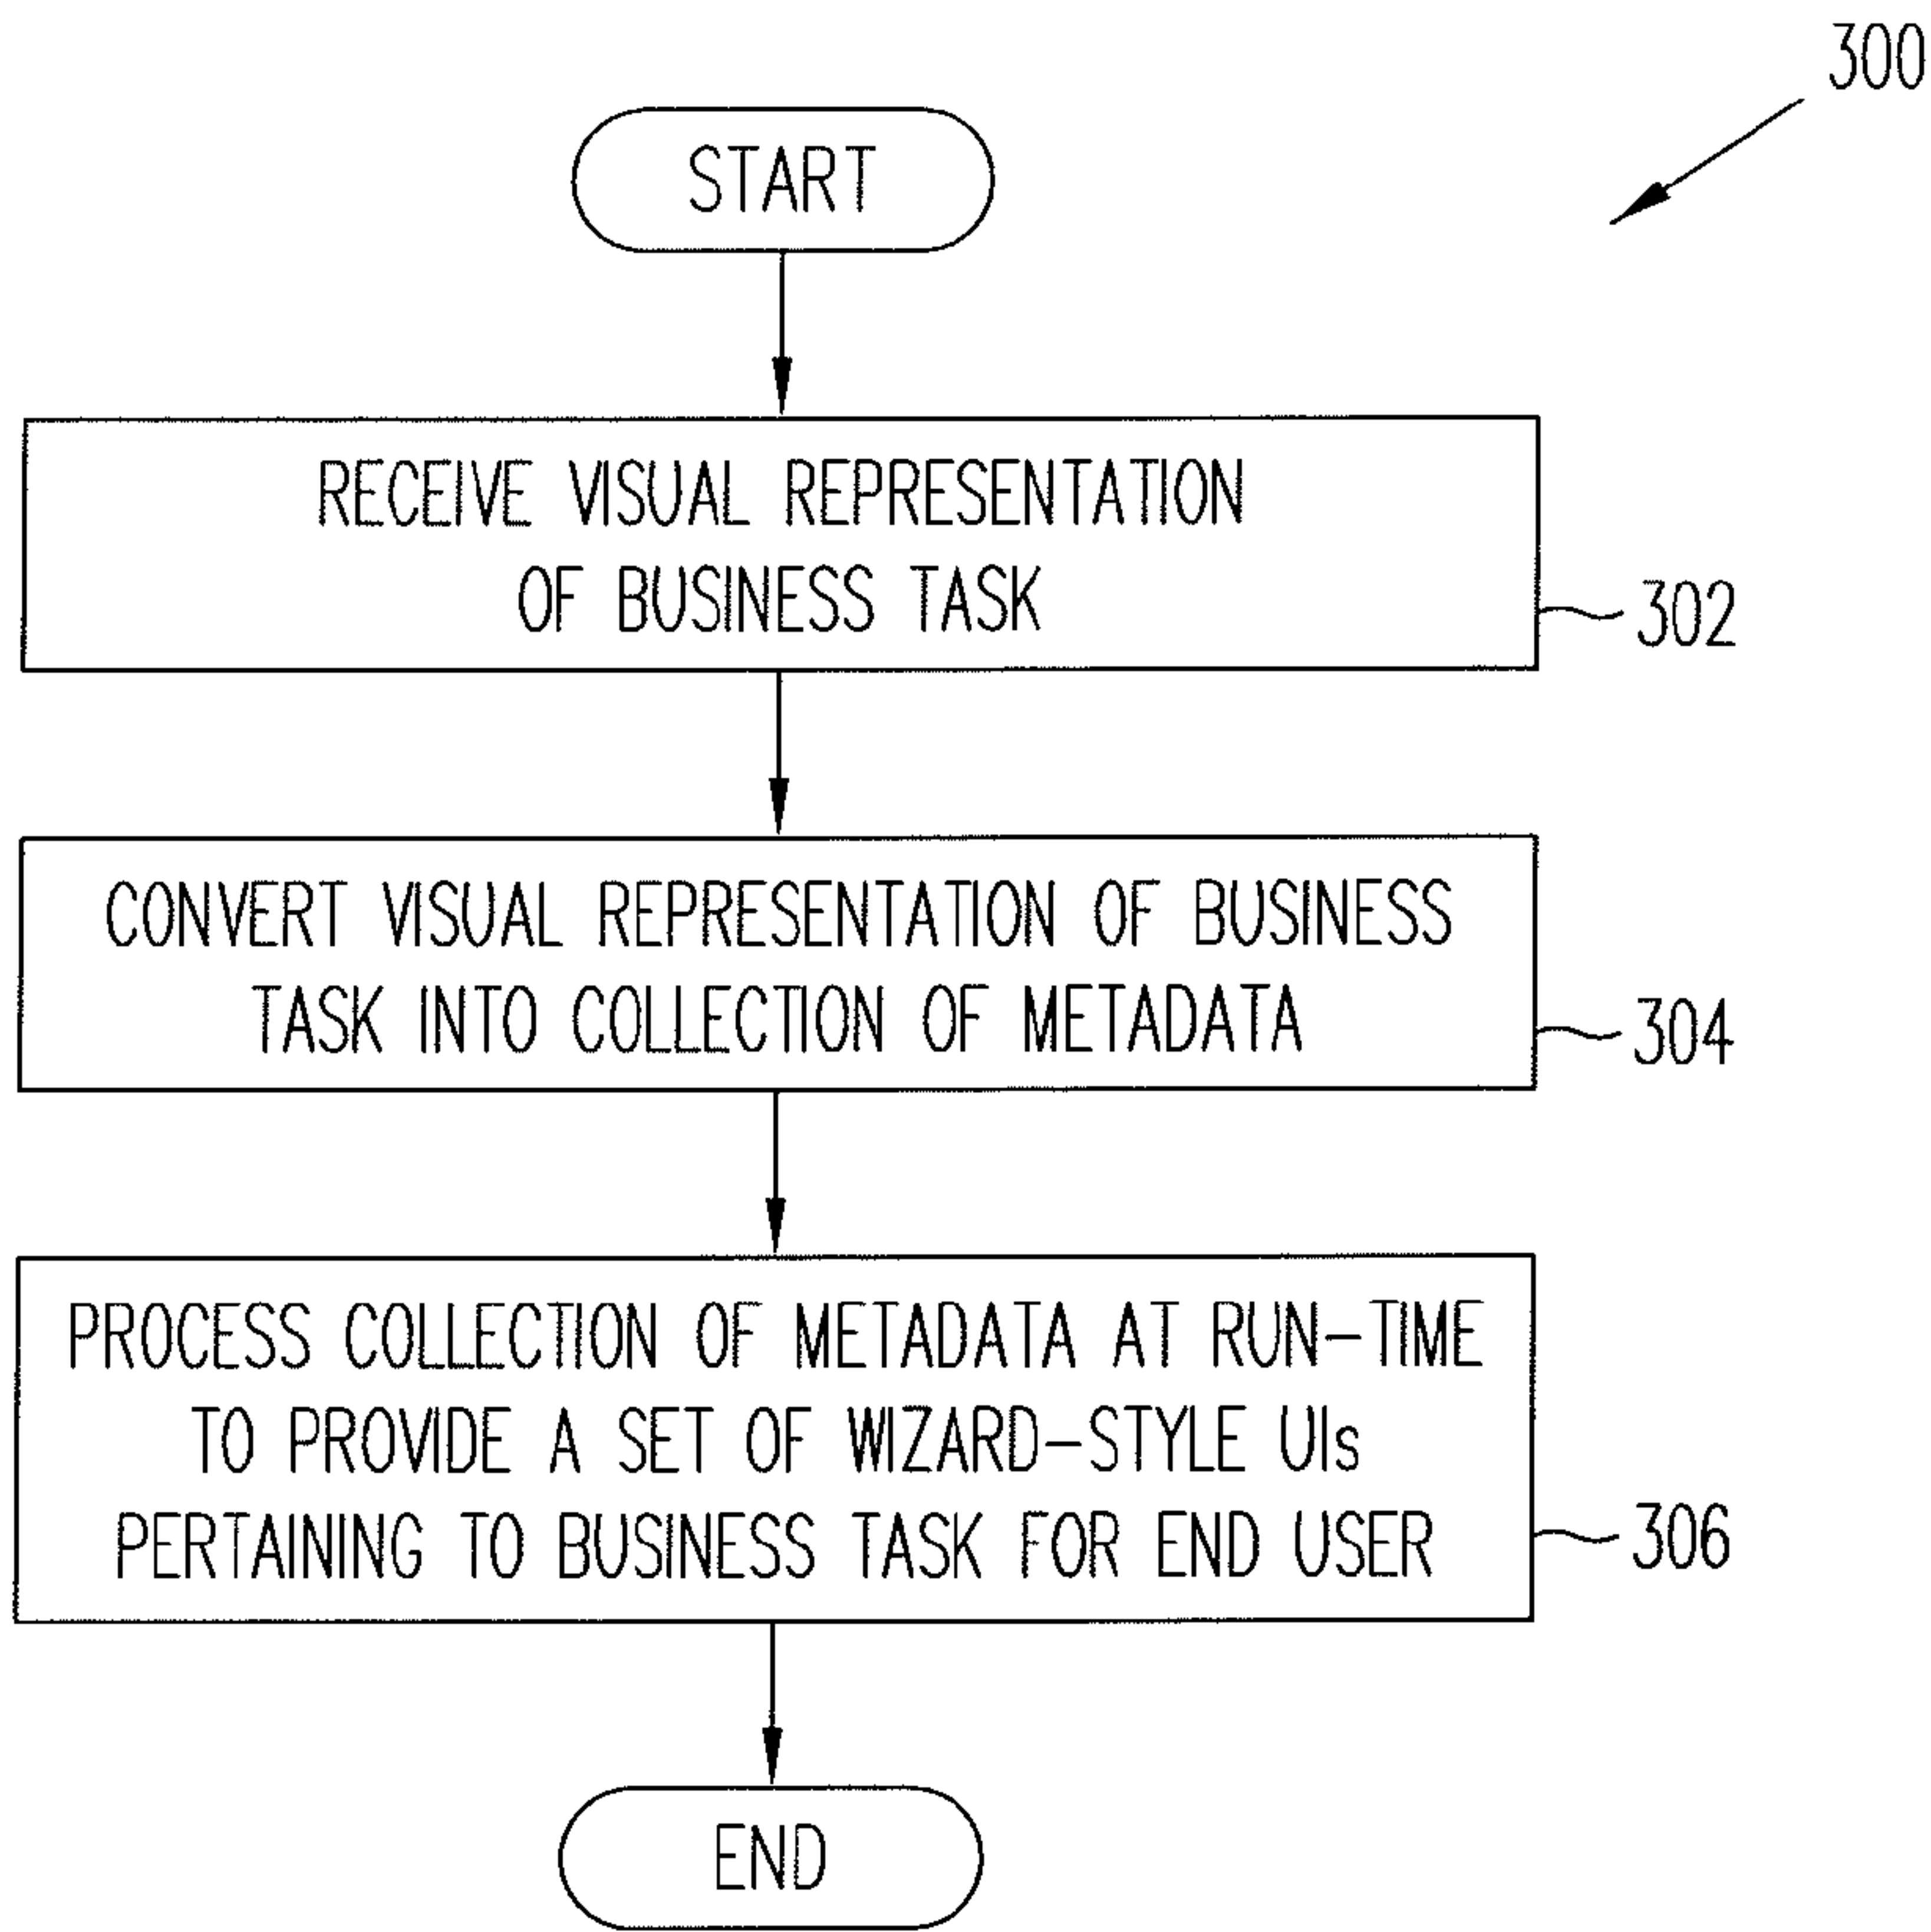 300
START
RECEIVE VISUAL REPRESENTATION
OF BUSINESS TASK
302
CONVERT VISUAL REPRESENTATION OF BUSINESS
TASK INTO COLLECTION OF METADATA
304
PROCESS COLLECTION OF METADATA AT RUN-TIME
TO PROVIDE A SET OF WIZARD-STYLE UIs
PERTAINING TO BUSINESS TASK FOR END USER
306
END